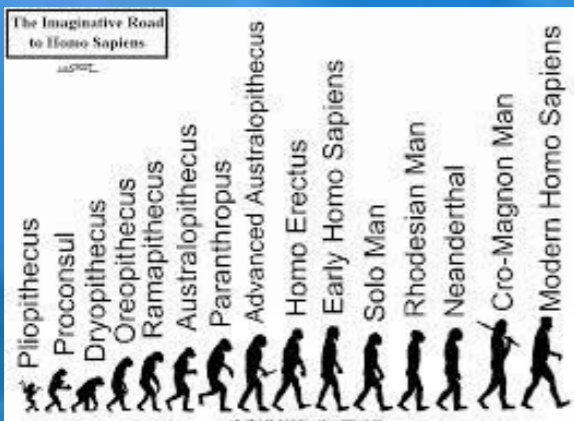 The Imaginative Road
to Homo Sapiens
Pliopithecus
Proconsul
Dryopithecus
Oreopithecus
Ramapithecus
Australopithecus
Paranthropus
Advanced Australopithecus
Homo Erectus
Early Homo Sapiens
Solo Man
Rhodesian Man
Neanderthal
Cro-Magnon Man
Modern Homo Sapiens